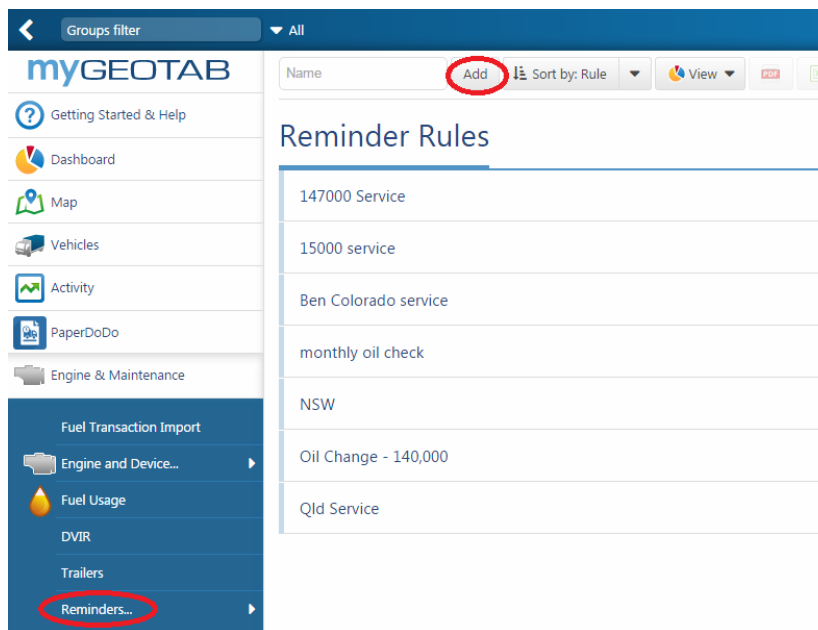 Groups filter
All
myGEOTAB
Name
Add
Sort by: Rule
View
PDF
Getting Started & Help
Dashboard
Map
Vehicles
Activity
PaperDoDo
Engine & Maintenance
Fuel Transaction Import
Engine and Device...
Fuel Usage
DVIR
Trailers
Reminders...
Reminder Rules
147000 Service
15000 service
Ben Colorado service
monthly oil check
NSW
Oil Change - 140,000
Qld Service